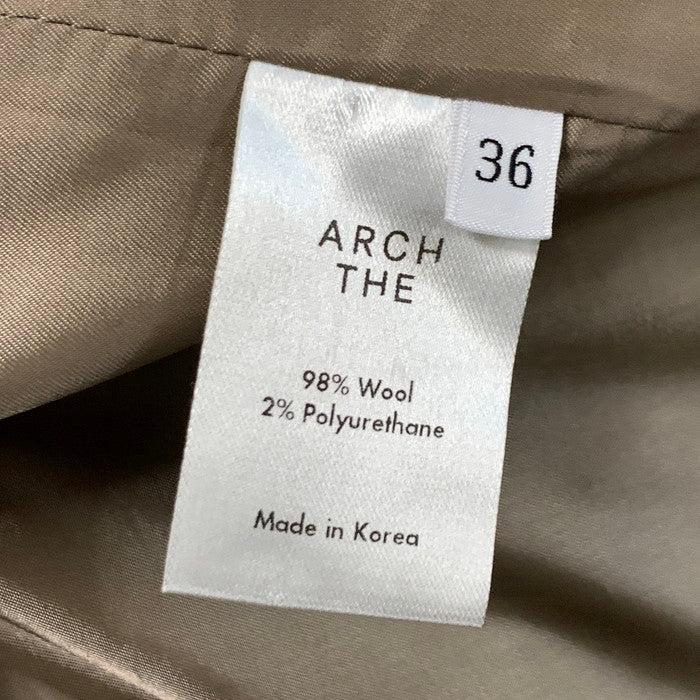 36
ARCH
THE
98% Wool
2% Polyurethane
Made in Korea